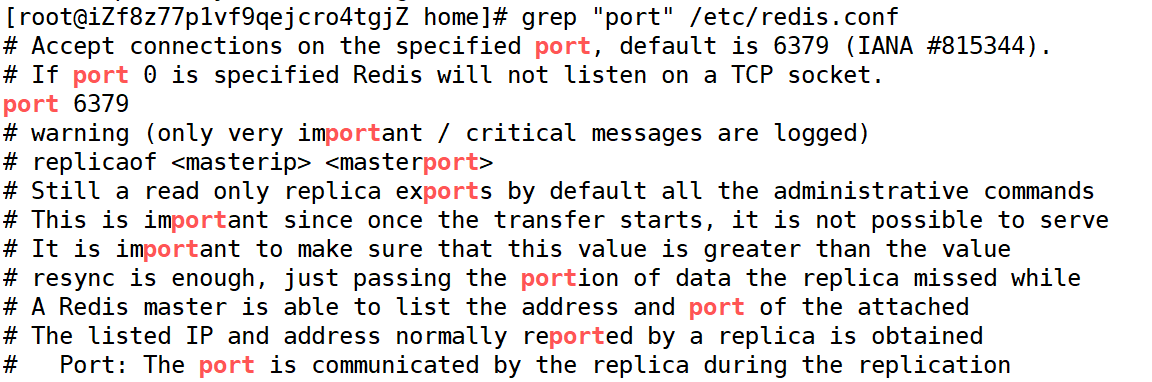 [root@iZf8z77p1vf9qejcro4tgjZ home]# grep "port" /etc/redis.conf
# Accept connections on the specified port, default is 6379 (IANA #815344).
# If port 0 is specified Redis will not listen on a TCP socket.
port 6379
# warning (only very important / critical messages are logged)
# replicaof <masterip> <masterport>
# Still a read only replica exports by default all the administrative commands
# This is important since once the transfer starts, it is not possible to serve
# It is important to make sure that this value is greater than the value
# resync is enough, just passing the portion of data the replica missed while
# A Redis master is able to list the address and port of the attached
# The listed IP and address normally reported by a replica is obtained
#   Port: The port is communicated by the replica during the replication